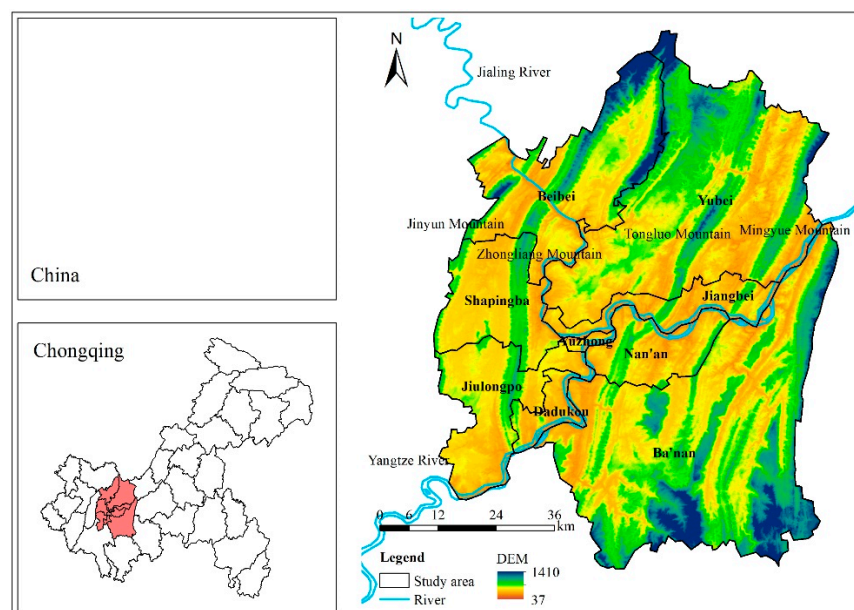 China
Chongqing
N
Jialing River
Beibei
Yubei
Jinyun Mountain
Tongluo Mountain
Mingyue Mountain
Zhongliang Mountain
Shapingba
Jiangbei
Yuzhong
Nan'an
Jiulongpo
Dadukou
Ba'nan
Yangtze River
0 6 12 24 36
km
Legend
DEM
Study area
1410
River
37